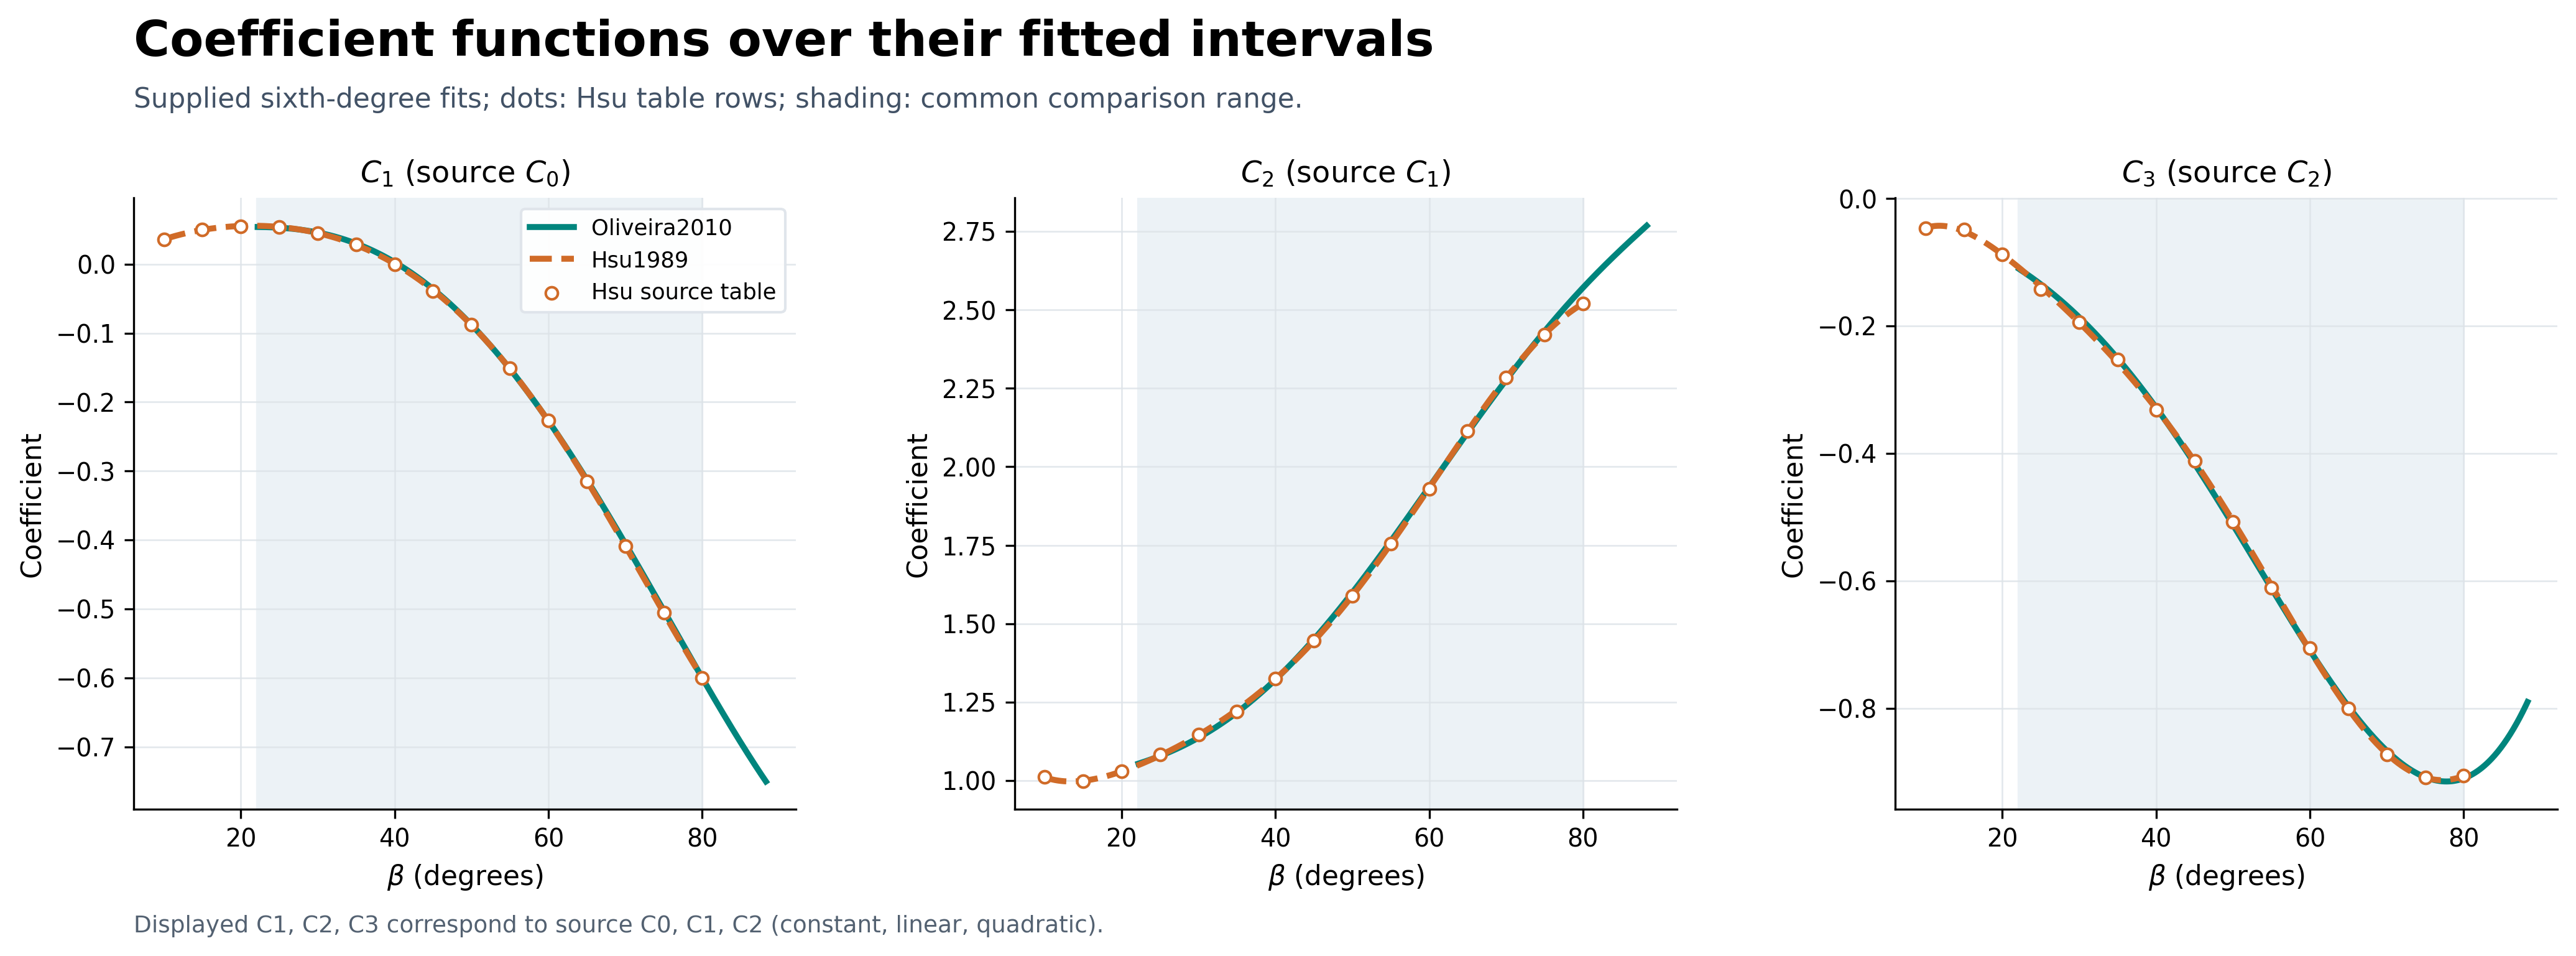 Coefficient functions over their fitted intervals
Supplied sixth-degree fits; dots: Hsu table rows; shading: common comparison range.
C₁ (source C₀)
Oliveira2010
Hsu1989
Hsu source table
Coefficient
0.0
−0.1
−0.2
−0.3
−0.4
−0.5
−0.6
−0.7
20 40 60 80
β (degrees)
C₂ (source C₁)
Coefficient
2.75
2.50
2.25
2.00
1.75
1.50
1.25
1.00
20 40 60 80
β (degrees)
C₃ (source C₂)
Coefficient
0.0
−0.2
−0.4
−0.6
−0.8
20 40 60 80
β (degrees)
Displayed C1, C2, C3 correspond to source C0, C1, C2 (constant, linear, quadratic).